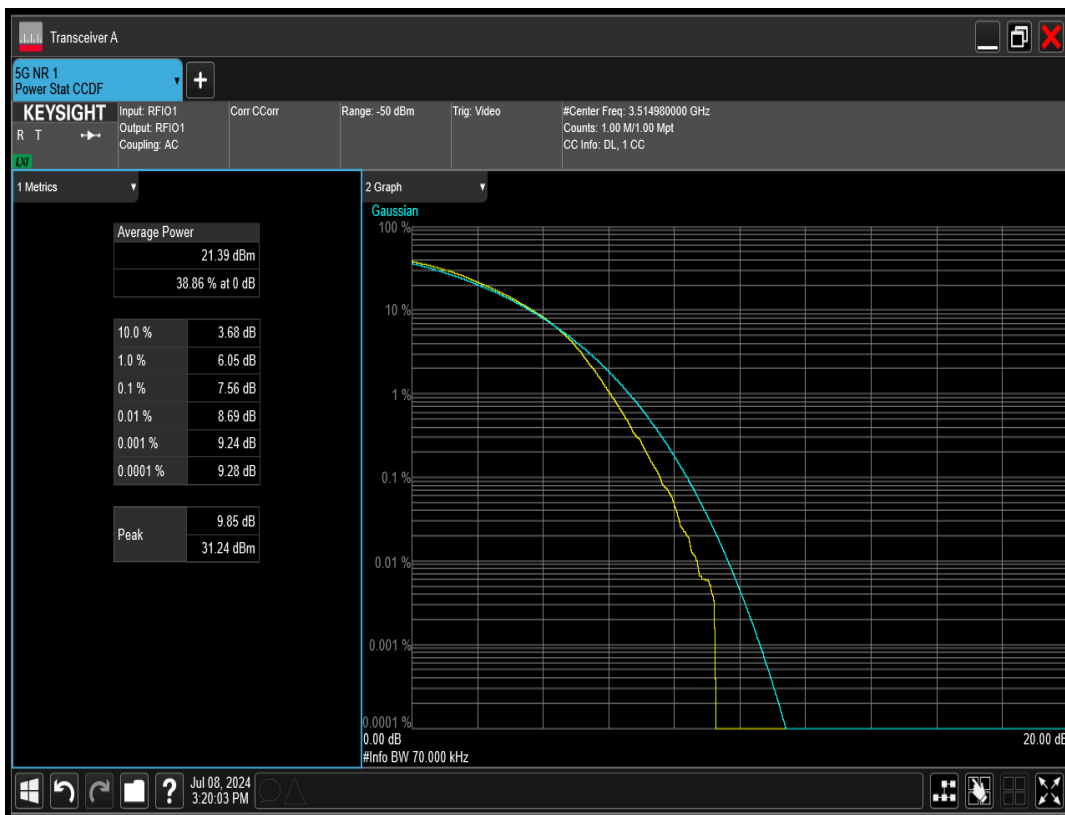 Transceiver A
5G NR 1
Power Stat CCDF
+
KEYSIGHT
R T
LXI
Input: RFIO1
Output: RFIO1
Coupling: AC
Corr CCorr
Range: -50 dBm
Trig: Video
#Center Freq: 3.514980000 GHz
Counts: 1.00 M/1.00 Mpt
CC Info: DL, 1 CC
1 Metrics
Average Power
21.39 dBm
38.86 % at 0 dB
10.0 % 3.68 dB
1.0 % 6.05 dB
0.1 % 7.56 dB
0.01 % 8.69 dB
0.001 % 9.24 dB
0.0001 % 9.28 dB
Peak
9.85 dB
31.24 dBm
2 Graph
Gaussian
100 %
10 %
1 %
0.1 %
0.01 %
0.001 %
0.0001 %
0.00 dB 20.00 dB
#Info BW 70.000 kHz
?
Jul 08, 2024
3:20:03 PM